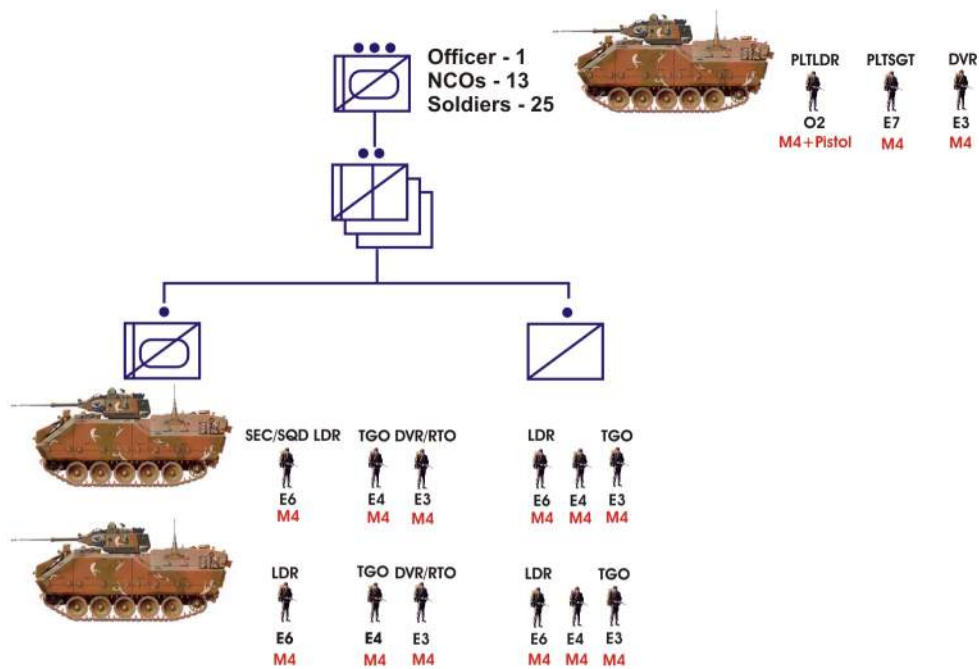 Officer - 1
NCOs - 13
Soldiers - 25
PLTLDR PLTSGT DVR
O2 E7 E3
M4+Pistol M4 M4
SEC/SQD LDR TGO DVR/RTO LDR TGO
E6 E4 E3 E6 E4 E3
M4 M4 M4 M4 M4 M4
LDR TGO DVR/RTO LDR TGO
E6 E4 E3 E6 E4 E3
M4 M4 M4 M4 M4 M4